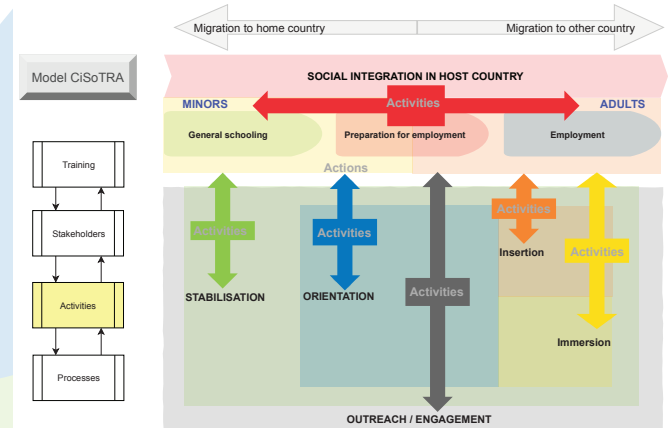 Migration to home country
Migration to other country
Model CiSoTRA
SOCIAL INTEGRATION IN HOST COUNTRY
MINORS
Activities
ADULTS
General schooling
Preparation for employment
Employment
Training
Actions
Stakeholders
Activities
Activities
Activities
Activities
Insertion
Activities
Activities
STABILISATION
ORIENTATION
Activities
Immersion
Processes
OUTREACH / ENGAGEMENT